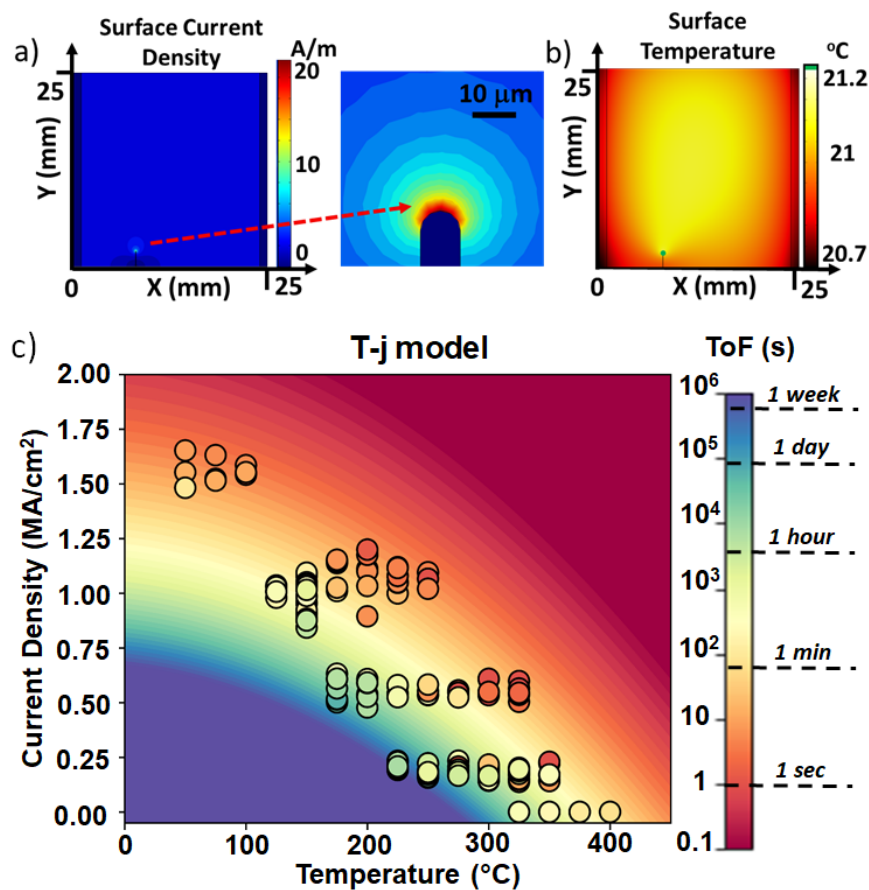 a)
Surface Current
Density
A/m
20
10
0
Y (mm)
25
0
X (mm)
25
10 μm
b)
Surface
Temperature
°C
21.2
21
20.7
Y (mm)
25
0
X (mm)
25
c)
T-j model
ToF (s)
Current Density (MA/cm²)
2.00
1.75
1.50
1.25
1.00
0.75
0.50
0.25
0.00
0
100
200
300
400
Temperature (°C)
10⁶
10⁵
10⁴
10³
10²
10
1
0.1
1 week
1 day
1 hour
1 min
1 sec